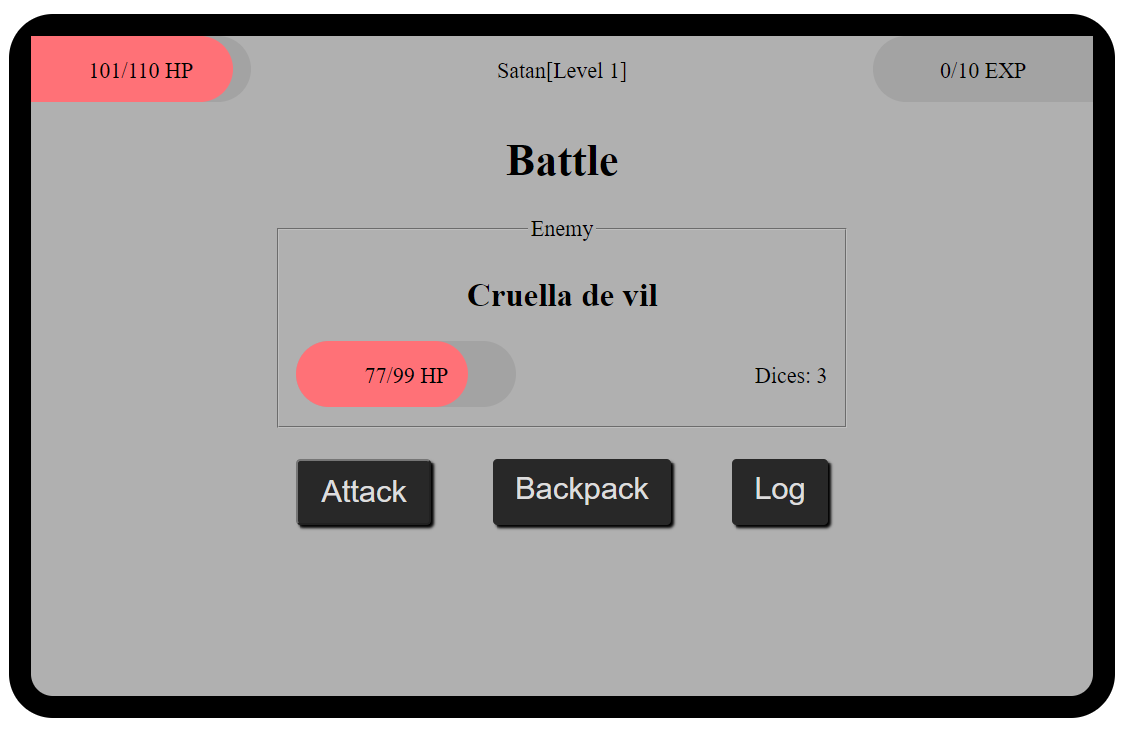 101/110 HP
Satan[Level 1]
0/10 EXP
Battle
Enemy
Cruella de vil
77/99 HP
Dices: 3
Attack
Backpack
Log